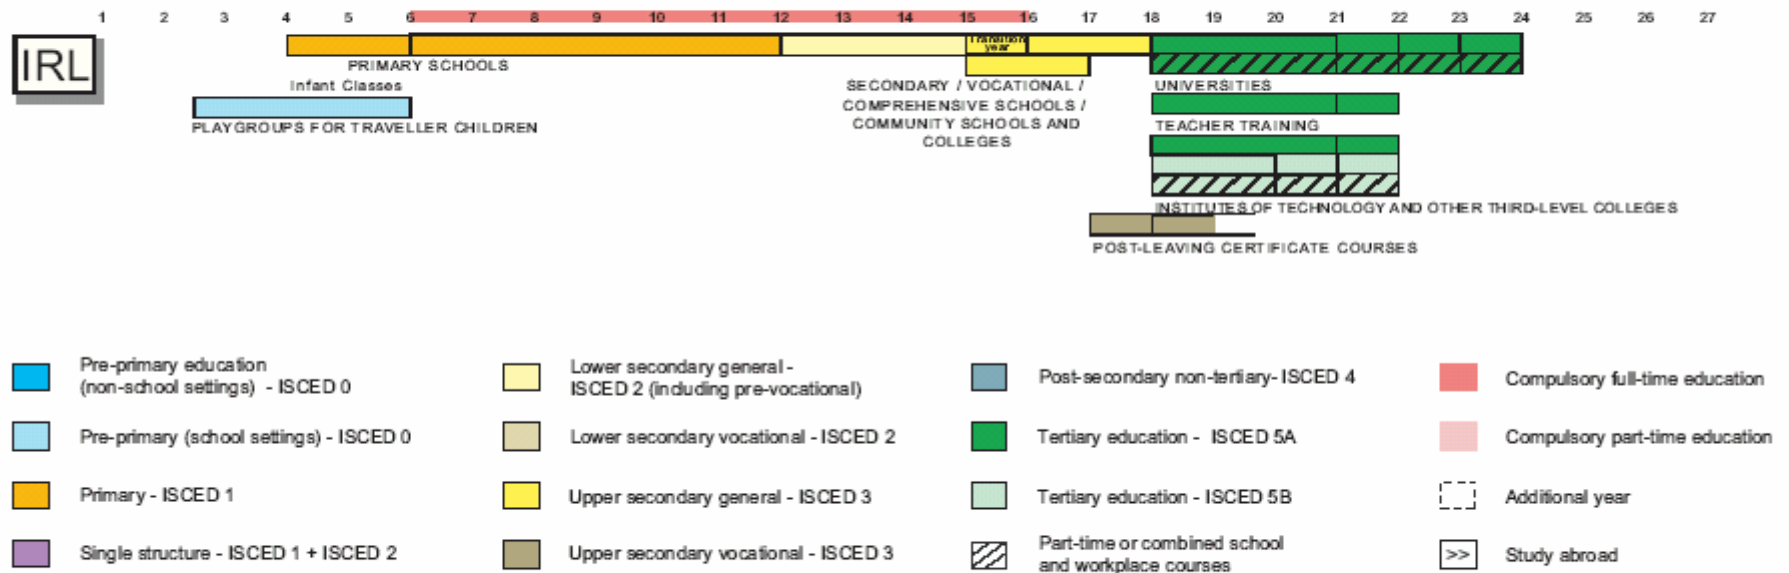 1 2 3 4 5 6 7 8 9 10 11 12 13 14 15 16 17 18 19 20 21 22 23 24 25 26 27
IRL
Transition
year
PRIMARY SCHOOLS
Infant Classes
PLAYGROUPS FOR TRAVELLER CHILDREN
SECONDARY / VOCATIONAL /
COMPREHENSIVE SCHOOLS /
COMMUNITY SCHOOLS AND
COLLEGES
UNIVERSITIES
TEACHER TRAINING
INSTITUTES OF TECHNOLOGY AND OTHER THIRD-LEVEL COLLEGES
POST-LEAVING CERTIFICATE COURSES
Pre-primary education
(non-school settings) - ISCED 0
Pre-primary (school settings) - ISCED 0
Primary - ISCED 1
Single structure - ISCED 1 + ISCED 2
Lower secondary general -
ISCED 2 (including pre-vocational)
Lower secondary vocational - ISCED 2
Upper secondary general - ISCED 3
Upper secondary vocational - ISCED 3
Post-secondary non-tertiary- ISCED 4
Tertiary education - ISCED 5A
Tertiary education - ISCED 5B
Part-time or combined school
and workplace courses
Compulsory full-time education
Compulsory part-time education
Additional year
>> Study abroad